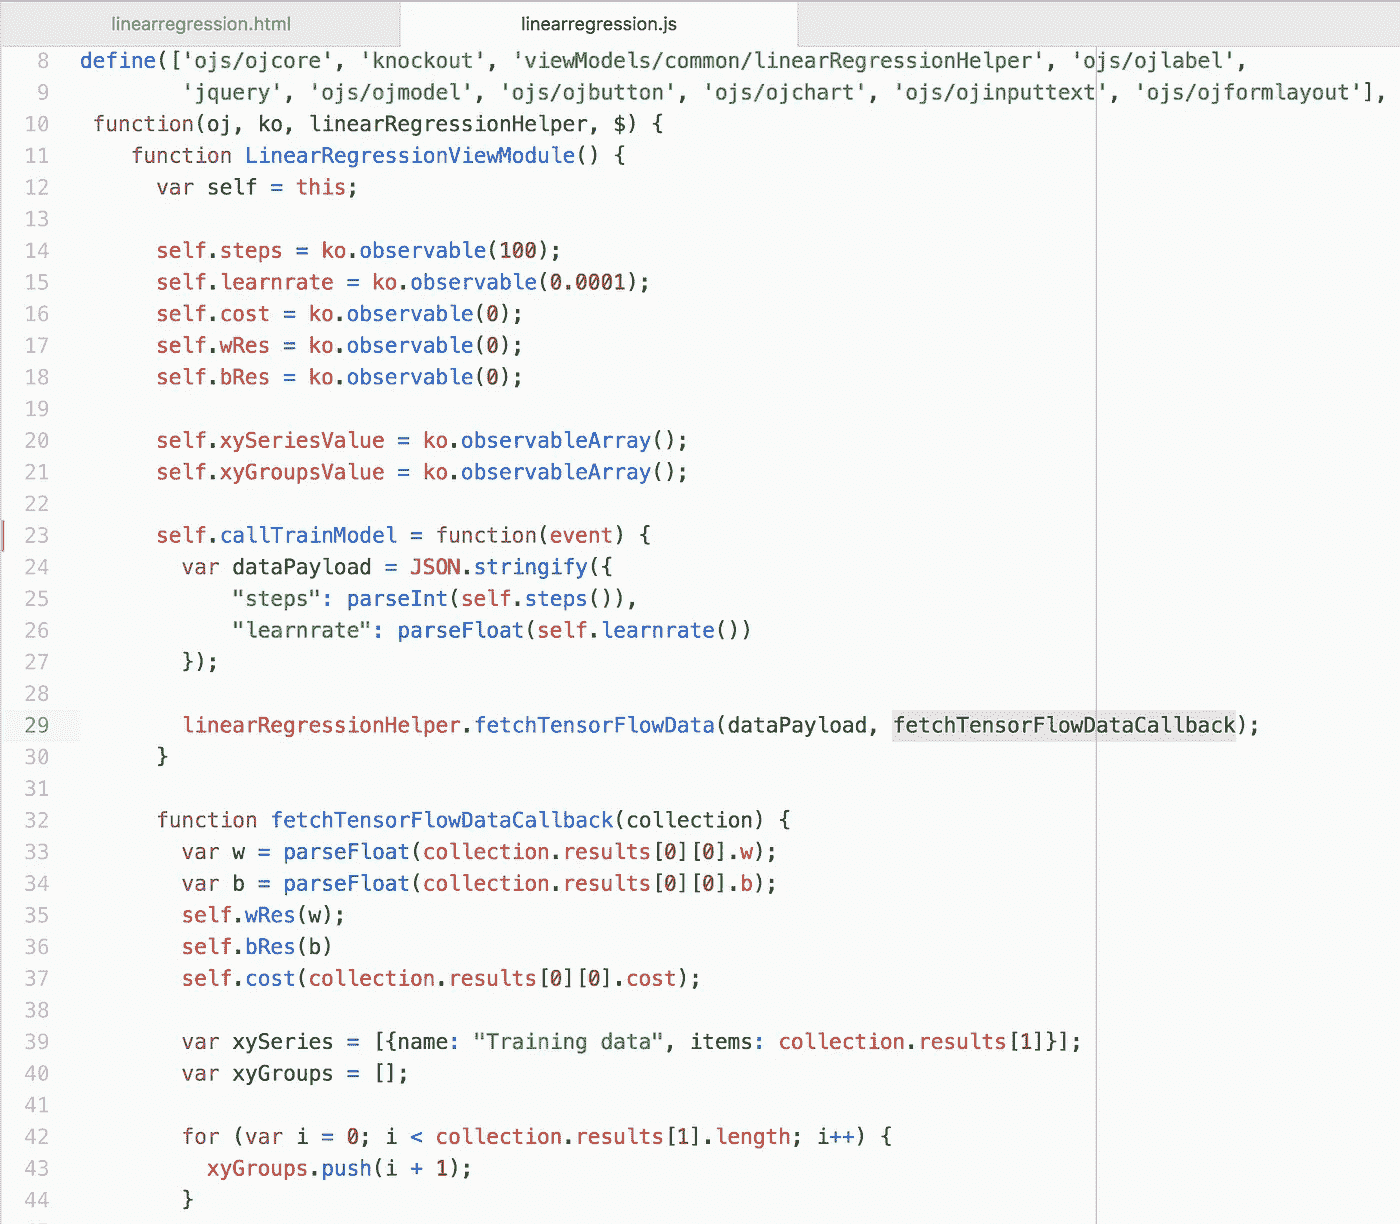 linearregression.html
linearregression.js
8 define(['ojs/ojcore', 'knockout', 'viewModels/common/linearRegressionHelper', 'ojs/ojlabel',
9 'jquery', 'ojs/ojmodel', 'ojs/ojbutton', 'ojs/ojchart', 'ojs/ojinputtext', 'ojs/ojformlayout'],
10 function(oj, ko, linearRegressionHelper, $) {
11 function LinearRegressionViewModule() {
12 var self = this;
13
14 self.steps = ko.observable(100);
15 self.learnrate = ko.observable(0.0001);
16 self.cost = ko.observable(0);
17 self.wRes = ko.observable(0);
18 self.bRes = ko.observable(0);
19
20 self.xySeriesValue = ko.observableArray();
21 self.xyGroupsValue = ko.observableArray();
22
23 self.callTrainModel = function(event) {
24 var dataPayload = JSON.stringify({
25 "steps": parseInt(self.steps()),
26 "learnrate": parseFloat(self.learnrate())
27 });
28
29 linearRegressionHelper.fetchTensorFlowData(dataPayload, fetchTensorFlowDataCallback);
30 }
31
32 function fetchTensorFlowDataCallback(collection) {
33 var w = parseFloat(collection.results[0][0].w);
34 var b = parseFloat(collection.results[0][0].b);
35 self.wRes(w);
36 self.bRes(b)
37 self.cost(collection.results[0][0].cost);
38
39 var xySeries = [{name: "Training data", items: collection.results[1]}];
40 var xyGroups = [];
41
42 for (var i = 0; i < collection.results[1].length; i++) {
43 xyGroups.push(i + 1);
44 }